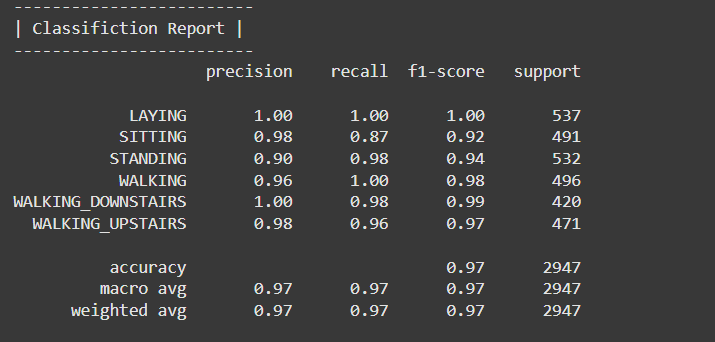 -------------------------
| Classifiction Report |
-------------------------
                    precision    recall  f1-score   support

            LAYING       1.00      1.00      1.00       537
           SITTING       0.98      0.87      0.92       491
          STANDING       0.90      0.98      0.94       532
           WALKING       0.96      1.00      0.98       496
WALKING_DOWNSTAIRS       1.00      0.98      0.99       420
  WALKING_UPSTAIRS       0.98      0.96      0.97       471

          accuracy                           0.97      2947
         macro avg       0.97      0.97      0.97      2947
      weighted avg       0.97      0.97      0.97      2947